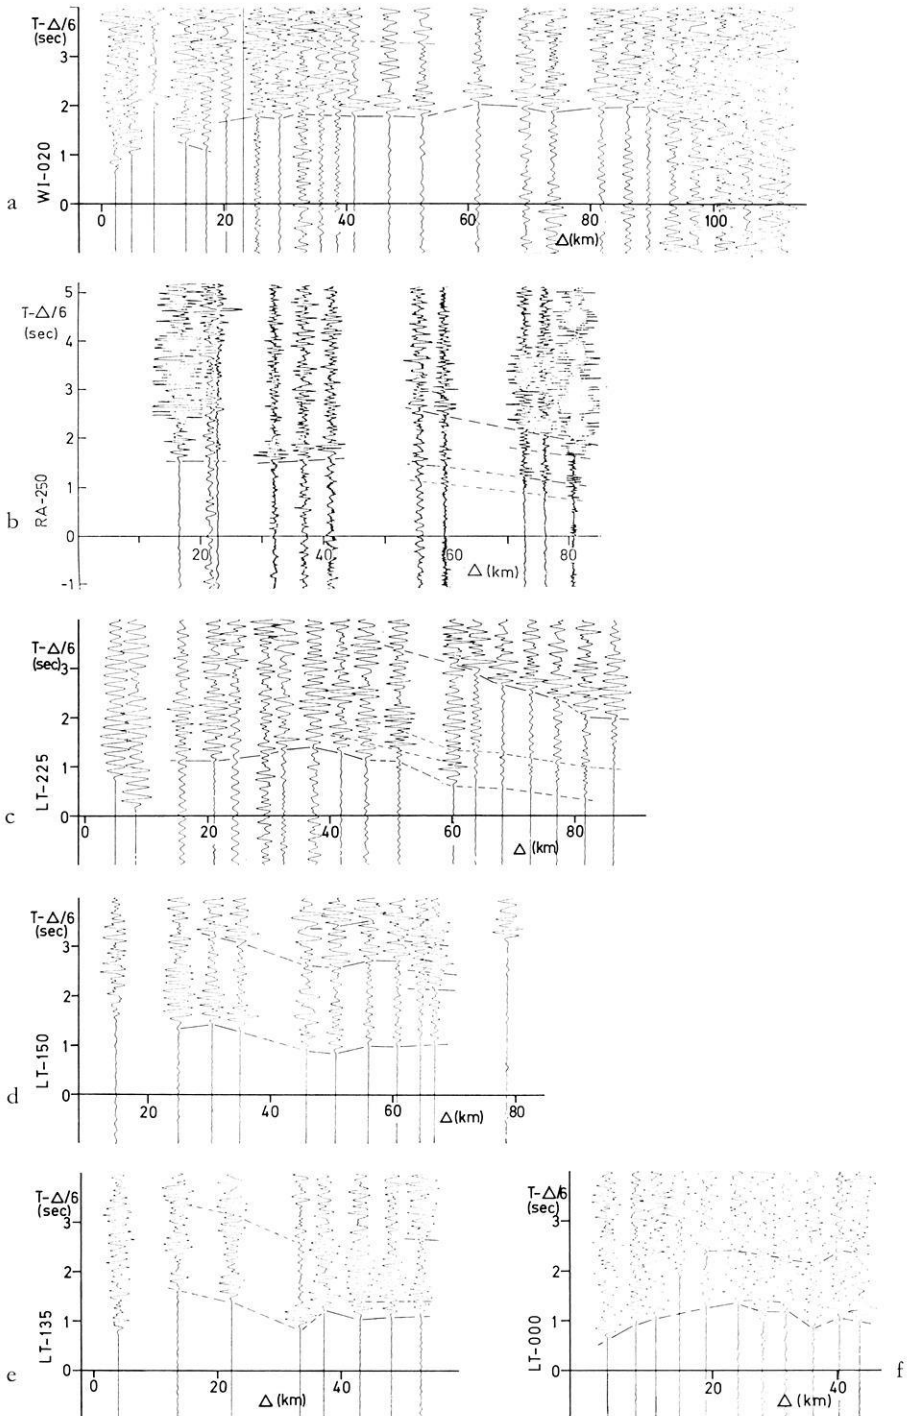 T-Δ/6
(sec)
3
2
1
0
WI-020
a
0 20 40 60 80 100
Δ(km)
5
T-Δ/6
(sec)
4
3
2
1
0
-1
RA-250
b
20 40 60 80
Δ(km)
T-Δ/6
(sec)3
2
1
0
LT-225
c
0 20 40 60 80
Δ(km)
T-Δ/6
(sec)
3
2
1
0
LT-150
d
20 40 60 80
Δ(km)
T-Δ/6
(sec)
3
2
1
0
LT-135
e
0 20 40
Δ(km)
T-Δ/6
(sec)
3
2
1
0
LT-000
f
20 40
Δ(km)